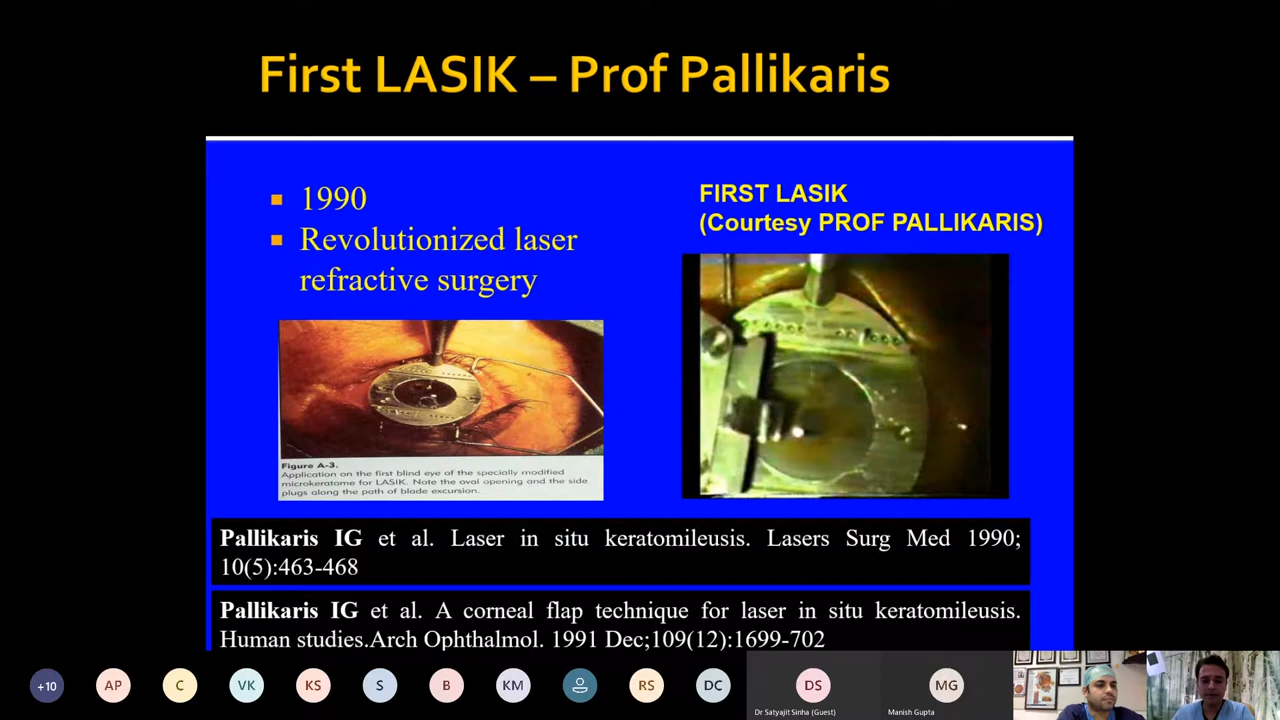 First LASIK – Prof Pallikaris
1990
Revolutionized laser
refractive surgery
FIRST LASIK
(Courtesy PROF PALLIKARIS)
Figure A-3.
Application on the first blind eye of the specially modified
microkeratome for LASIK. Note the oval opening and the side
plugs along the path of blade excursion.
Pallikaris IG et al. Laser in situ keratomileusis. Lasers Surg Med 1990;
10(5):463-468
Pallikaris IG et al. A corneal flap technique for laser in situ keratomileusis.
Human studies.Arch Ophthalmol. 1991 Dec;109(12):1699-702
+10
AP
C
VK
KS
S
B
KM
RS
DC
DS
MG
Dr Satyajit Sinha (Guest)
Manish Gupta